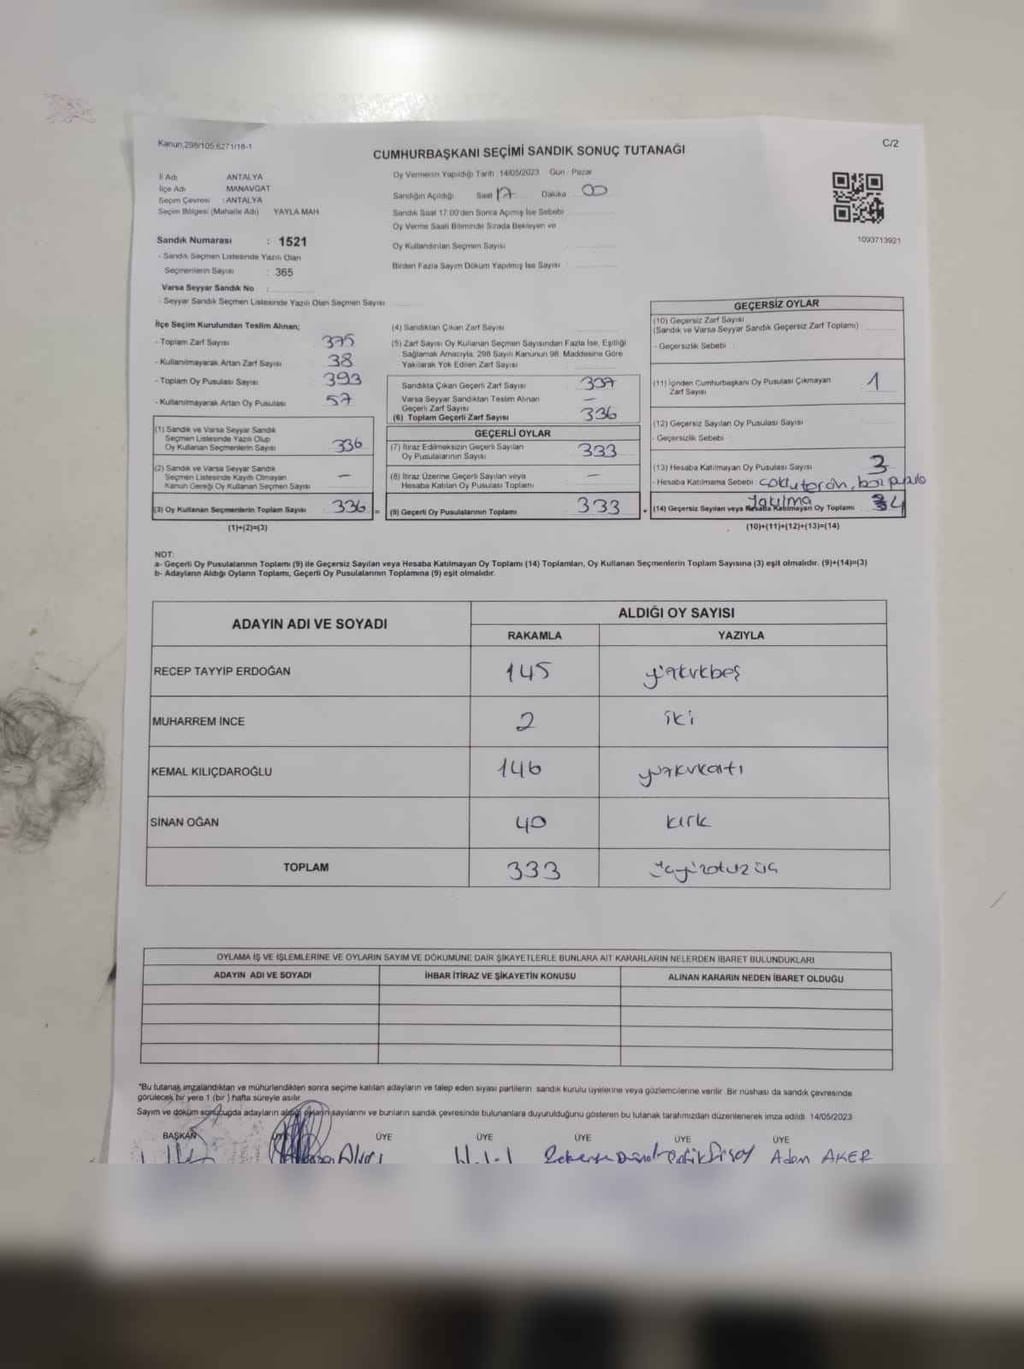 Kanun:298/105,6271/18-1
C/2
CUMHURBAŞKANI SEÇİMİ SANDIK SONUÇ TUTANAĞI
İl Adı : ANTALYA
İlçe Adı : MANAVGAT
Seçim Çevresi : ANTALYA
Seçim Bölgesi (Mahalle Adı) : YAYLA MAH
Sandık Numarası : 1521
- Sandık Seçmen Listesinde Yazılı Olan
Seçmenlerin Sayısı : 365
Varsa Seyyar Sandık No :
- Seyyar Sandık Seçmen Listesinde Yazılı Olan Seçmen Sayısı
Oy Vermenin Yapıldığı Tarih :14/05/2023 Gün : Pazar
Sandığın Açıldığı Saat 17 Dakika 00
Sandık Saat 17:00'den Sonra Açılmış İse Sebebi
Oy Verme Saati Bitiminde Sırada Bekleyen ve
Oy Kullandırılan Seçmen Sayısı
Birden Fazla Sayım Döküm Yapılmış İse Sayısı
1093713921
İlçe Seçim Kurulundan Teslim Alınan;
- Toplam Zarf Sayısı 375
- Kullanılmayarak Artan Zarf Sayısı 38
- Toplam Oy Pusulası Sayısı 393
- Kullanılmayarak Artan Oy Pusulası 57
(1) Sandık ve Varsa Seyyar Sandık
Seçmen Listesinde Yazılı Olup
Oy Kullanan Seçmenlerin Sayısı 336
(2) Sandık ve Varsa Seyyar Sandık
Seçmen Listesinde Kayıtlı Olmayan
Kanun Gereği Oy Kullanan Seçmen Sayısı —
(3) Oy Kullanan Seçmenlerin Toplam Sayısı 336 =
(1)+(2)=(3)
(4) Sandıktan Çıkan Zarf Sayısı
(5) Zarf Sayısı Oy Kullanan Seçmen Sayısından Fazla İse, Eşitliği
Sağlamak Amacıyla, 298 Sayılı Kanunun 98. Maddesine Göre
Yakılarak Yok Edilen Zarf Sayısı
Sandıkta Çıkan Geçerli Zarf Sayısı 337
Varsa Seyyar Sandıktan Teslim Alınan
Geçerli Zarf Sayısı —
(6) Toplam Geçerli Zarf Sayısı 336
GEÇERLİ OYLAR
(7) İtiraz Edilmeksizin Geçerli Sayılan
Oy Pusulalarının Sayısı 333
(8) İtiraz Üzerine Geçerli Sayılan veya
Hesaba Katılan Oy Pusulası Toplamı —
(9) Geçerli Oy Pusulalarının Toplamı 333 +
GEÇERSİZ OYLAR
(10) Geçersiz Zarf Sayısı
(Sandık ve Varsa Seyyar Sandık Geçersiz Zarf Toplamı)
- Geçersizlik Sebebi
(11) İçinden Cumhurbaşkanı Oy Pusulası Çıkmayan
Zarf Sayısı 1
(12) Geçersiz Sayılan Oy Pusulası Sayısı
- Geçersizlik Sebebi
(13) Hesaba Katılmayan Oy Pusulası Sayısı 3
- Hesaba Katılmama Sebebi
(14) Geçersiz Sayılan veya Hesaba Katılmayan Oy Toplamı 4
(10)+(11)+(12)+(13)=(14)
NOT:
a- Geçerli Oy Pusulalarının Toplamı (9) ile Geçersiz Sayılan veya Hesaba Katılmayan Oy Toplamı (14) Toplamları, Oy Kullanan Seçmenlerin Toplam Sayısına (3) eşit olmalıdır. (9)+(14)=(3)
b- Adayların Aldığı Oyların Toplamı, Geçerli Oy Pusulalarının Toplamına (9) eşit olmalıdır.
ADAYIN ADI VE SOYADI ALDIĞI OY SAYISI
RAKAMLA YAZIYLA
RECEP TAYYİP ERDOĞAN 145 yüzkırkbeş
MUHARREM İNCE 2 iki
KEMAL KILIÇDAROĞLU 146 yüzkırkaltı
SİNAN OĞAN 40 kırk
TOPLAM 333 üçyüzotuzüç
OYLAMA İŞ VE İŞLEMLERİNE VE OYLARIN SAYIM VE DÖKÜMÜNE DAİR ŞİKAYETLERLE BUNLARA AİT KARARLARIN NELERDEN İBARET BULUNDUKLARI
ADAYIN ADI VE SOYADI İHBAR İTİRAZ VE ŞİKAYETİN KONUSU ALINAN KARARIN NEDEN İBARET OLDUĞU
*Bu tutanak imzalandıktan ve mühürlendikten sonra seçime katılan adayların ve talep eden siyasi partilerin sandık kurulu üyelerine veya gözlemcilerine verilir. Bir nüshası da sandık çevresinde
görülecek bir yere 1 (bir) hafta süreyle asılır.
Sayım ve döküm sonucunda adayların aldığı oyların sayılarını ve bunların sandık çevresinde bulunanlara duyurulduğunu gösteren bu tutanak tarafımızdan düzenlenerek imza edildi. 14/05/2023
BAŞKAN ÜYE ÜYE ÜYE ÜYE ÜYE
Adem AKER